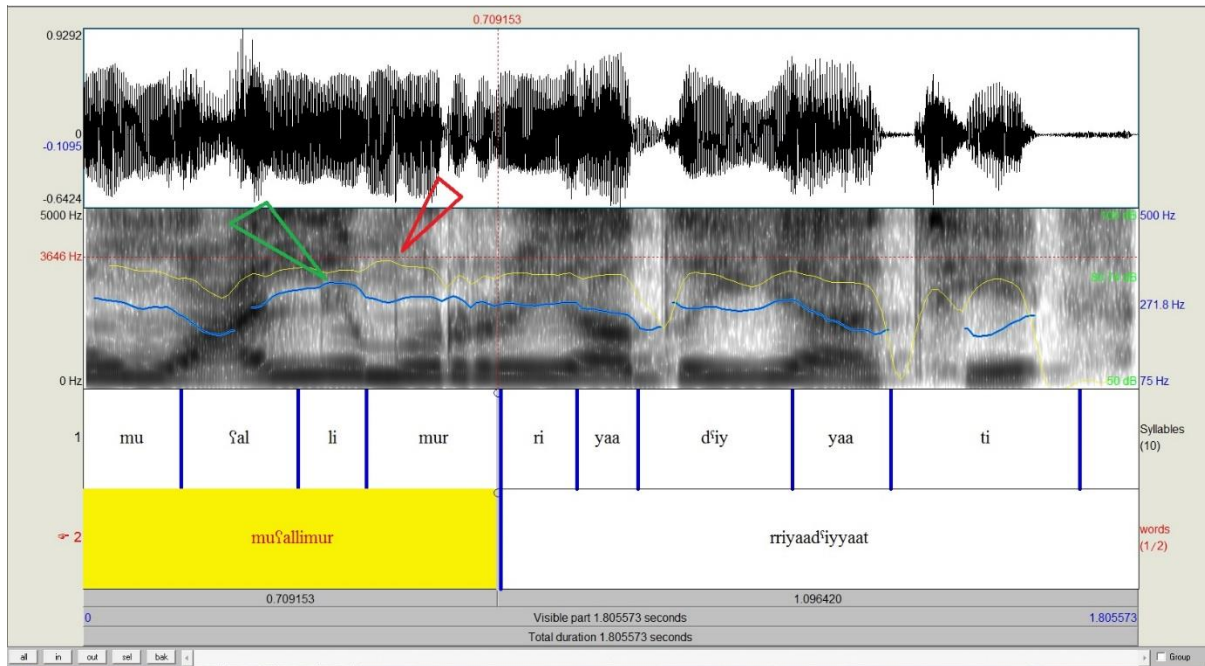 0.709153
0.9292
0
-0.1095
-0.6424
5000 Hz
500 Hz
3646 Hz
271.8 Hz
0 Hz
50 dB
75 Hz
1
mu ʕal li mur ri yaa dˤiy yaa ti
Syllables
(10)
2
muʕallimur rriyaadˤiyyaat
words
(1/2)
0.709153 1.096420
0 Visible part 1.805573 seconds 1.805573
Total duration 1.805573 seconds
all in out sel bak Group